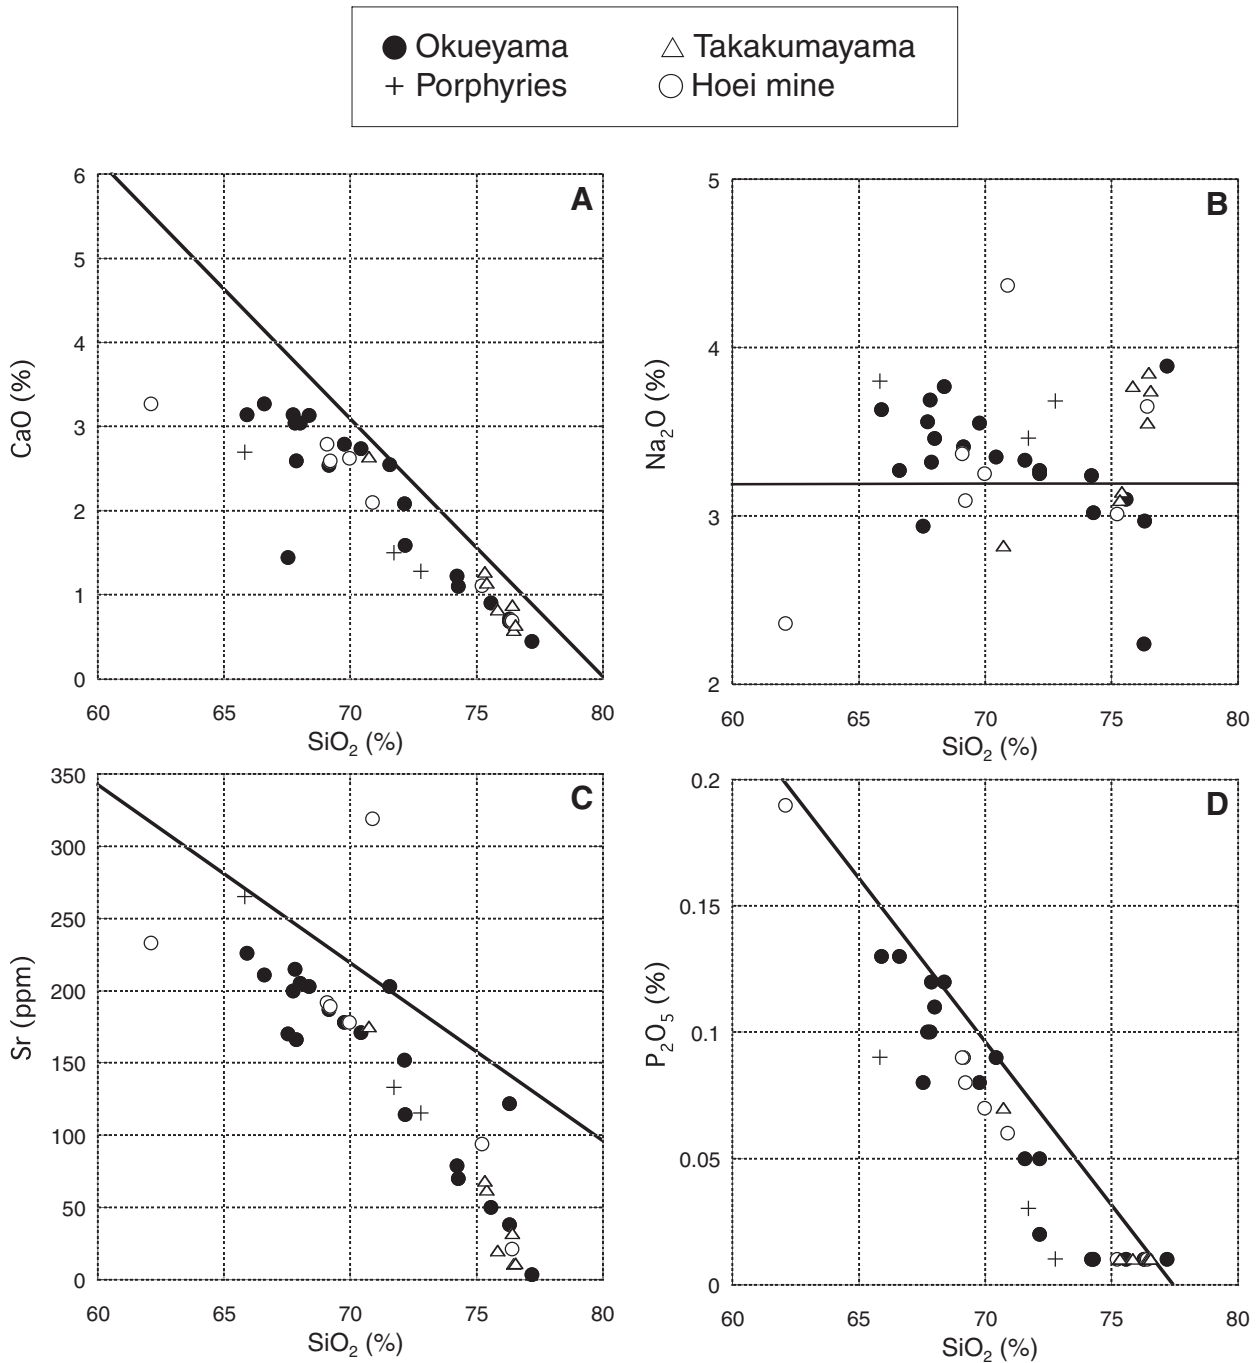 Okueyama
Takakumayama
Porphyries
Hoei mine
A
6
5
4
3
2
1
0
CaO (%)
60
65
70
75
80
SiO₂ (%)
B
5
4
3
2
Na₂O (%)
60
65
70
75
80
SiO₂ (%)
C
350
300
250
200
150
100
50
0
Sr (ppm)
60
65
70
75
80
SiO₂ (%)
D
0.2
0.15
0.1
0.05
0
P₂O₅ (%)
60
65
70
75
80
SiO₂ (%)